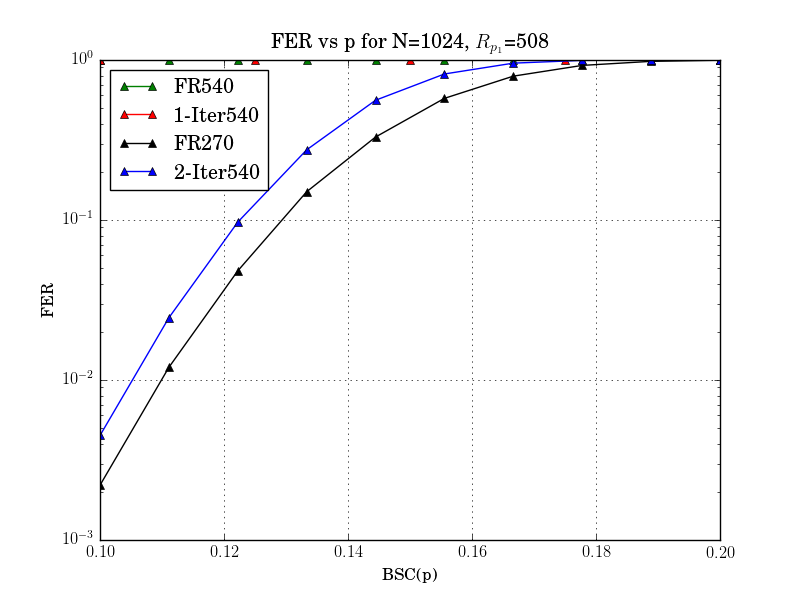 FER vs p for N=1024, R_{p_1}=508
10^0
FR540
1-Iter540
FR270
2-Iter540
10^{-1}
FER
10^{-2}
10^{-3}
0.10 0.12 0.14 0.16 0.18 0.20
BSC(p)